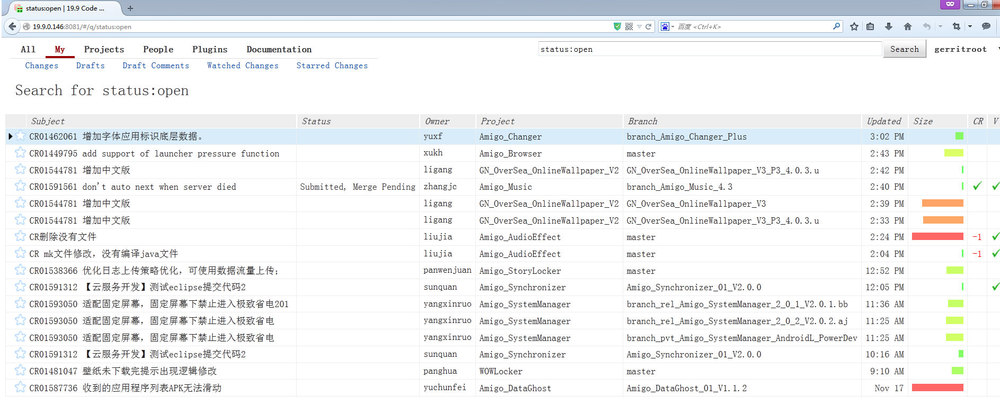 status:open | 19.9 Code ...
19.9.0.146:8081/#/q/status:open
百度 <Ctrl+K>
All My Projects People Plugins Documentation
status:open Search gerritroot
Changes Drafts Draft Comments Watched Changes Starred Changes
Search for status:open
Subject Status Owner Project Branch Updated Size CR V
CR01462061 增加字体应用标识底层数据。 yuxf Amigo_Changer branch_Amigo_Changer_Plus 3:02 PM
CR01449795 add support of launcher pressure function xukh Amigo_Browser master 2:43 PM
CR01544781 增加中文版 ligang GN_OverSea_OnlineWallpaper_V2 GN_OverSea_OnlineWallpaper_V3_P3_4.0.3.u 2:42 PM
CR01591561 don't auto next when server died Submitted, Merge Pending zhangjc Amigo_Music branch_Amigo_Music_4.3 2:40 PM
CR01544781 增加中文版 ligang GN_OverSea_OnlineWallpaper_V2 GN_OverSea_OnlineWallpaper_V3 2:39 PM
CR01544781 增加中文版 ligang GN_OverSea_OnlineWallpaper_V2 GN_OverSea_OnlineWallpaper_V3_P3_4.0.3.u 2:33 PM
CR删除没有文件 liujia Amigo_AudioEffect master 2:24 PM -1
CR mk文件修改，没有编译java文件 liujia Amigo_AudioEffect master 2:04 PM -1
CR01538366 优化日志上传策略优化，可使用数据流量上传； panwenjuan Amigo_StoryLocker master 12:52 PM
CR01591312 【云服务开发】测试eclipse提交代码2 sunquan Amigo_Synchronizer Amigo_Synchronizer_01_V2.0.0 12:05 PM
CR01593050 适配固定屏幕，固定屏幕下禁止进入极致省电201 yangxinruo Amigo_SystemManager branch_rel_Amigo_SystemManager_2_0_1_V2.0.1.bb 11:36 AM
CR01593050 适配固定屏幕，固定屏幕下禁止进入极致省电 yangxinruo Amigo_SystemManager branch_rel_Amigo_SystemManager_2_0_2_V2.0.2.aj 11:25 AM
CR01593050 适配固定屏幕，固定屏幕下禁止进入极致省电 yangxinruo Amigo_SystemManager branch_pvt_Amigo_SystemManager_AndroidL_PowerDev 11:25 AM
CR01591312 【云服务开发】测试eclipse提交代码2 sunquan Amigo_Synchronizer Amigo_Synchronizer_01_V2.0.0 10:16 AM
CR01481047 壁纸未下载完提示出现逻辑修改 panghua WOWLocker master 9:10 AM
CR01587736 收到的应用程序列表APK无法滑动 yuchunfei Amigo_DataGhost Amigo_DataGhost_01_V1.1.2 Nov 17